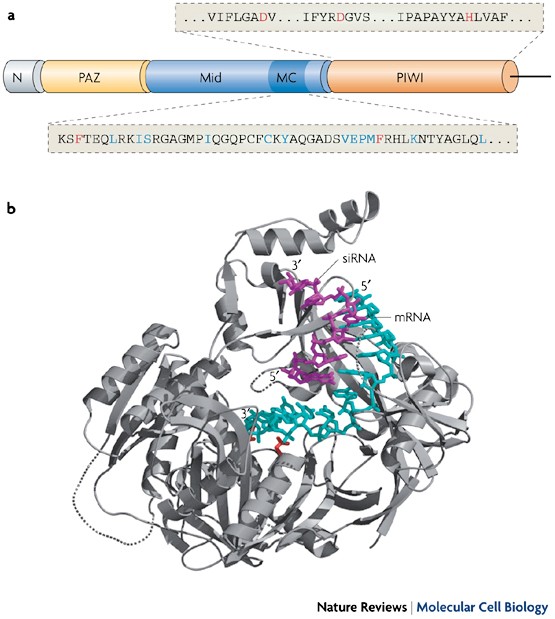 a
...VIFLGADV...IFYRDGVS...IPAPAYYAHLVAF...
N PAZ Mid MC PIWI
KSFTEQLRKISRGAGMPIQGQPCFCKYAQGADSVEPMFRHLKNTYAGLQL...
b
3′ siRNA
5′
mRNA
5′
3′
Nature Reviews | Molecular Cell Biology